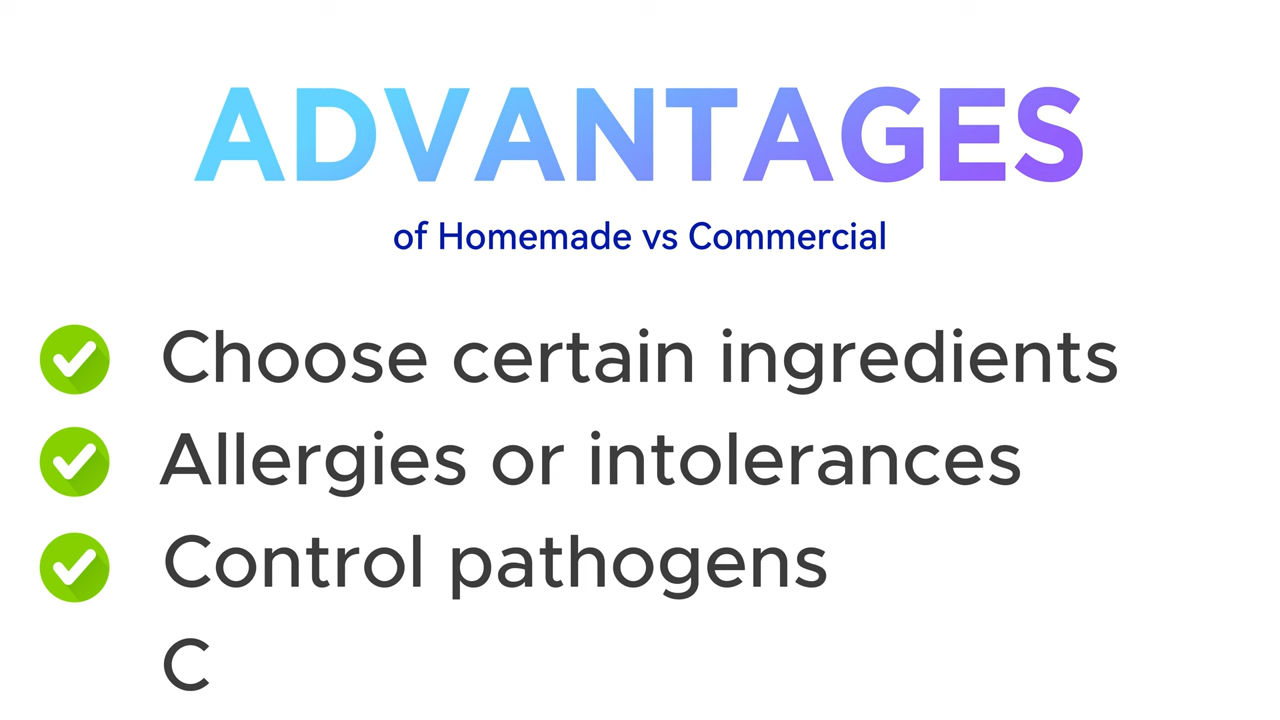 ADVANTAGES
of Homemade vs Commercial
Choose certain ingredients
Allergies or intolerances
Control pathogens
C